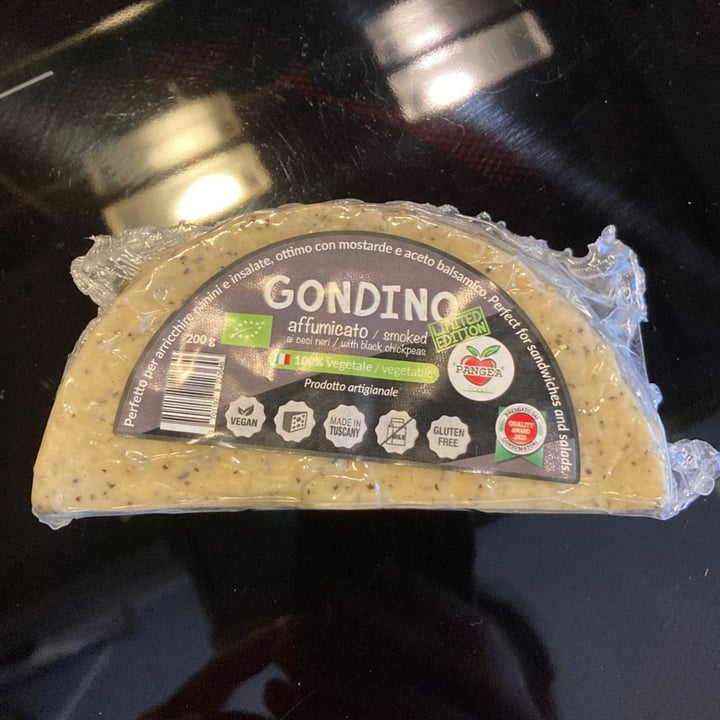 Perfetto per arricchire panini e insalate, ottimo con mostarde e aceto balsamico. Perfect for sandwiches and salads.
GONDINO
affumicato / smoked
ai ceci neri / with black chickpeas
LIMITED
EDITION
200 g
100% vegetale / vegetable
Prodotto artigianale
PANGEA
VEGAN
MADE IN
TUSCANY
MILK
GLUTEN
FREE
QUALITY
AWARD
2021